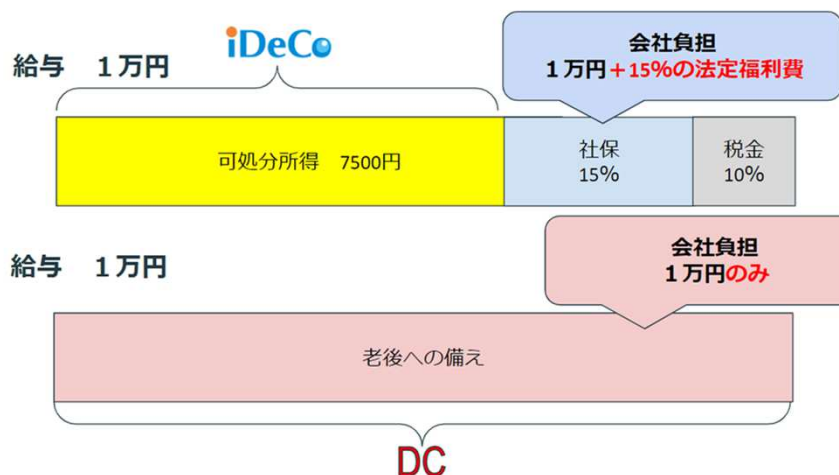 iDeCo
給与　１万円
会社負担
１万円＋15%の法定福利費
可処分所得　7500円
社保
15%
税金
10%
給与　１万円
会社負担
１万円のみ
老後への備え
DC